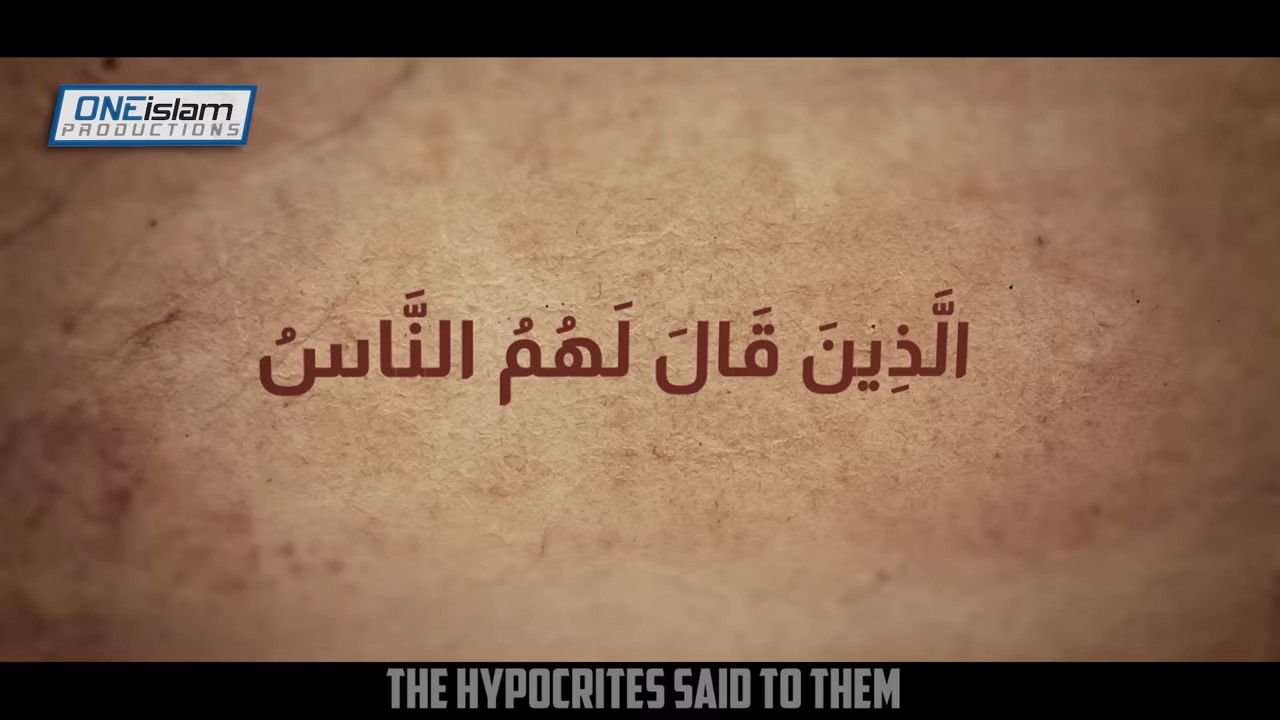 ONEislam
PRODUCTIONS
الَّذِينَ قَالَ لَهُمُ النَّاسُ
THE HYPOCRITES SAID TO THEM